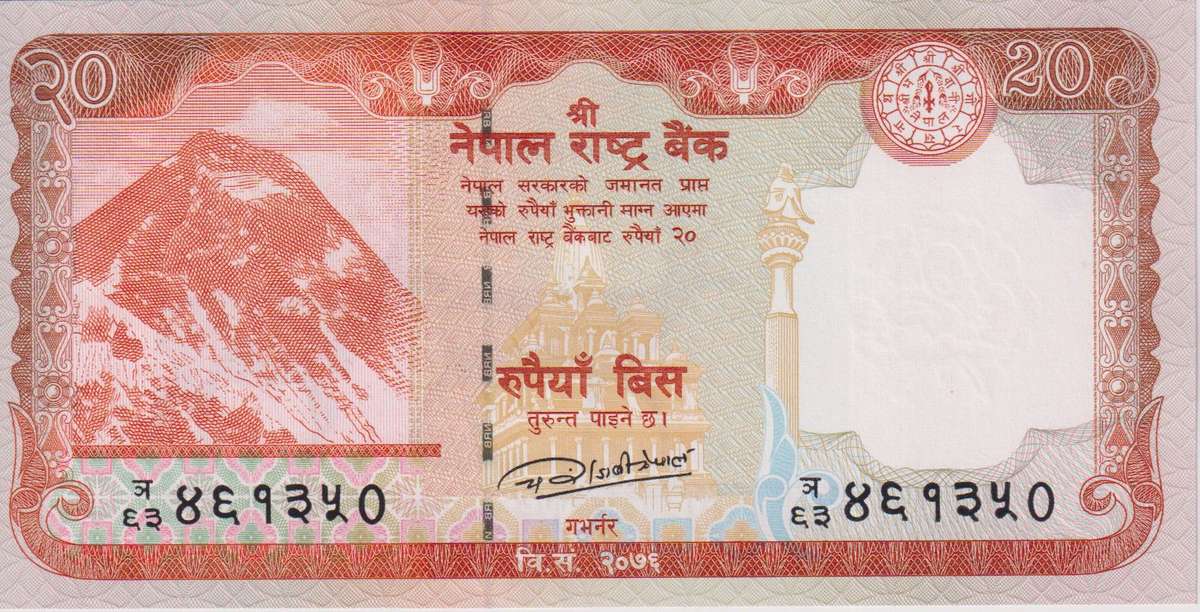 २०
20
श्री
नेपाल राष्ट्र बैंक
नेपाल सरकारको जमानत प्राप्त
यसको रुपैयाँ भुक्तानी माग्न आएमा
नेपाल राष्ट्र बैंकबाट रुपैयाँ २०
रुपैयाँ बिस
तुरुन्त पाइने छ।
ञ
६३ ४६१३५०
ञ
६३ ४६१३५०
गभर्नर
वि.सं. २०७६